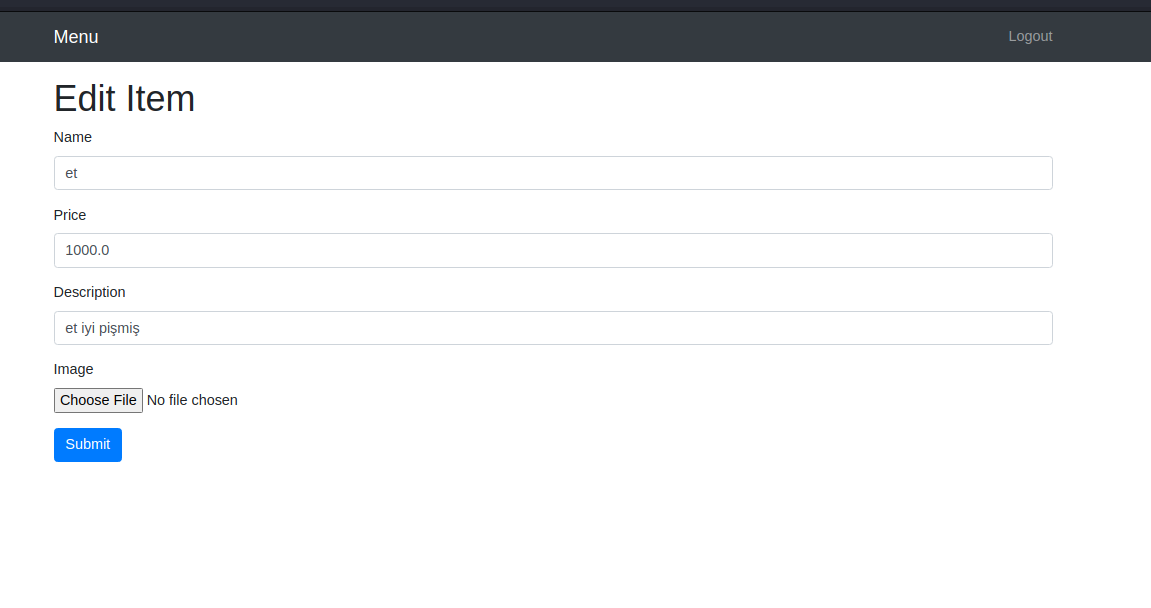 Menu
Logout
Edit Item
Name
et
Price
1000.0
Description
et iyi pişmiş
Image
Choose File No file chosen
Submit